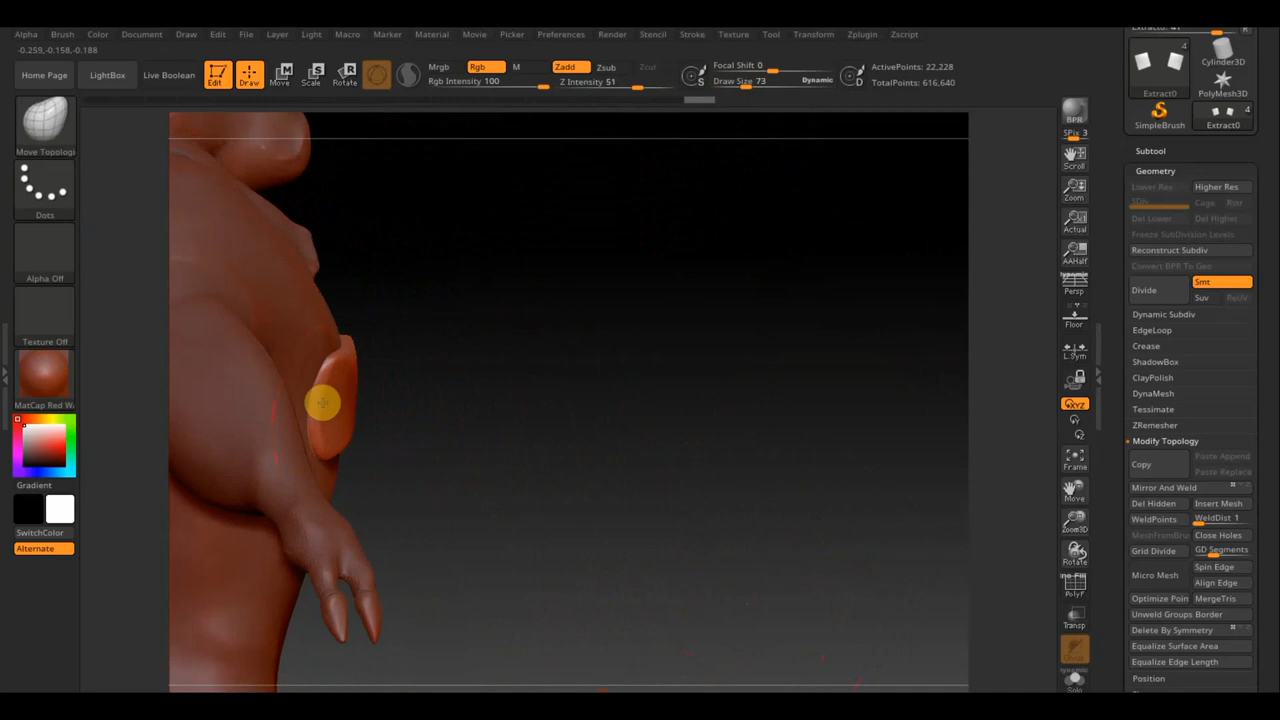 Alpha Brush Color Document Draw Edit File Layer Light Macro Marker Material Movie Picker Preferences Render Stencil Stroke Texture Tool Transform Zplugin Zscript
-0.259,-0.158,-0.188
Home Page
LightBox
Live Boolean
Edit
Draw
Move
Scale
Rotate
Mrgb
Rgb
M
Rgb Intensity 100
Zadd
Zsub
Zcut
Z Intensity 51
S
Focal Shift 0
Draw Size 73
Dynamic
D
ActivePoints: 22,228
TotalPoints: 616,640
Move Topologi
Dots
Alpha Off
Texture Off
MatCap Red Wa
Gradient
SwitchColor
Alternate
BPR
SPix 3
Scroll
Zoom
Actual
AAHalf
Dynamic
Persp
Floor
L.Sym
XYZ
Frame
Move
Zoom3D
Rotate
PolyF
Transp
Solo
4
Extract0
Cylinder3D
PolyMesh3D
SimpleBrush
4
Extract0
Subtool
Geometry
Lower Res
Higher Res
SDiv
Cage
Rstr
Del Lower
Del Higher
Freeze SubDivision Levels
Reconstruct Subdiv
Convert BPR To Geo
Divide
Smt
Suv
ReUV
Dynamic Subdiv
EdgeLoop
Crease
ShadowBox
ClayPolish
DynaMesh
Tessimate
ZRemesher
Modify Topology
Copy
Paste Append
Paste Replace
Mirror And Weld
Del Hidden
Insert Mesh
WeldPoints
WeldDist 1
MeshFromBru
Close Holes
Grid Divide
GD Segments
Micro Mesh
Spin Edge
Align Edge
Optimize Poin
MergeTris
Unweld Groups Border
Delete By Symmetry
Equalize Surface Area
Equalize Edge Length
Position